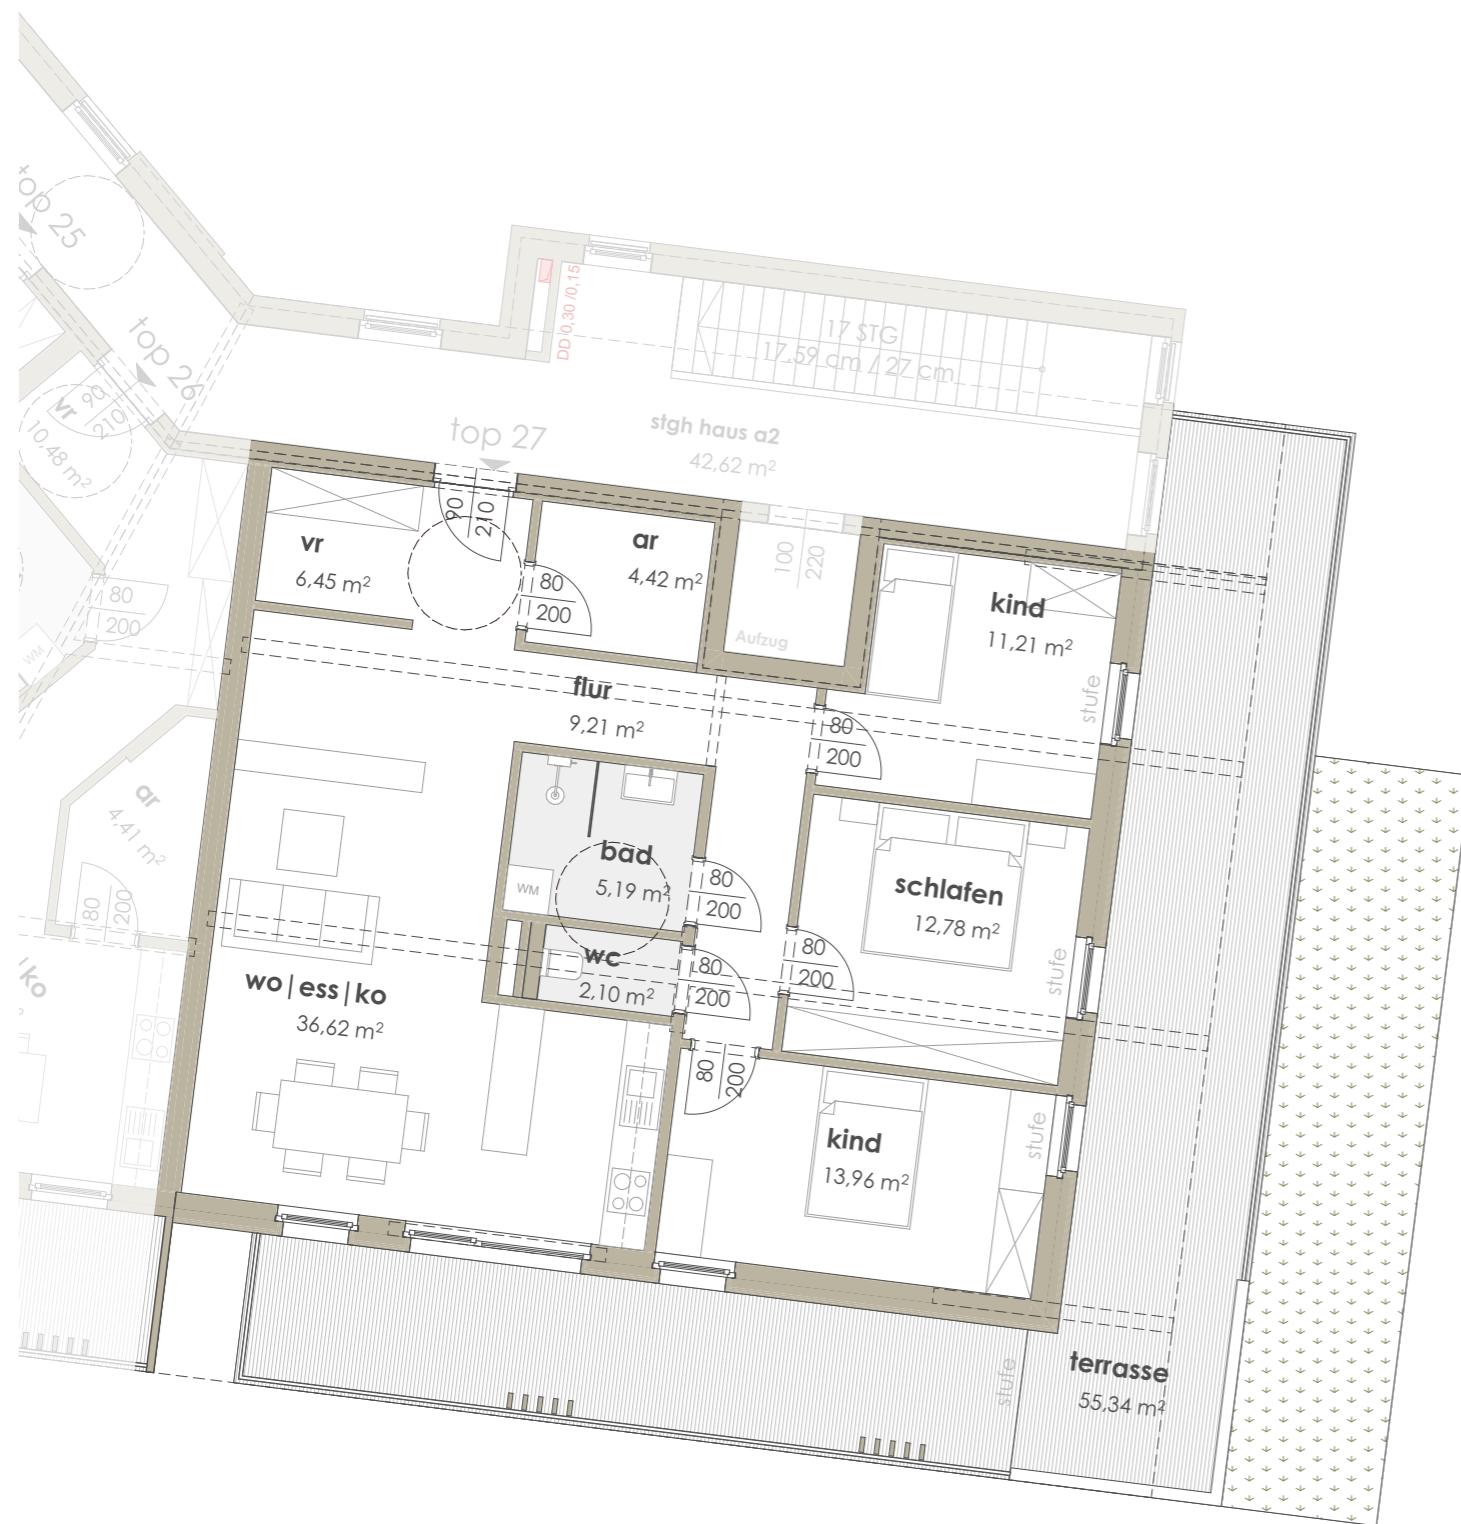 top 25
top 26
90
210
vr
10,48 m²
DD 0,30 /0,15
17 STG
17,59 cm / 27 cm
stgh haus a2
42,62 m²
top 27
90
210
vr
6,45 m²
ar
4,42 m²
80
200
100
220
Aufzug
kind
11,21 m²
stufe
80
200
WM
80
200
flur
9,21 m²
ar
4,41 m²
80
200
bad
5,19 m²
WM
80
200
schlafen
12,78 m²
stufe
80
200
wc
2,10 m²
80
200
wo|ess|ko
36,62 m²
ko
80
200
kind
13,96 m²
stufe
stufe
terrasse
55,34 m²